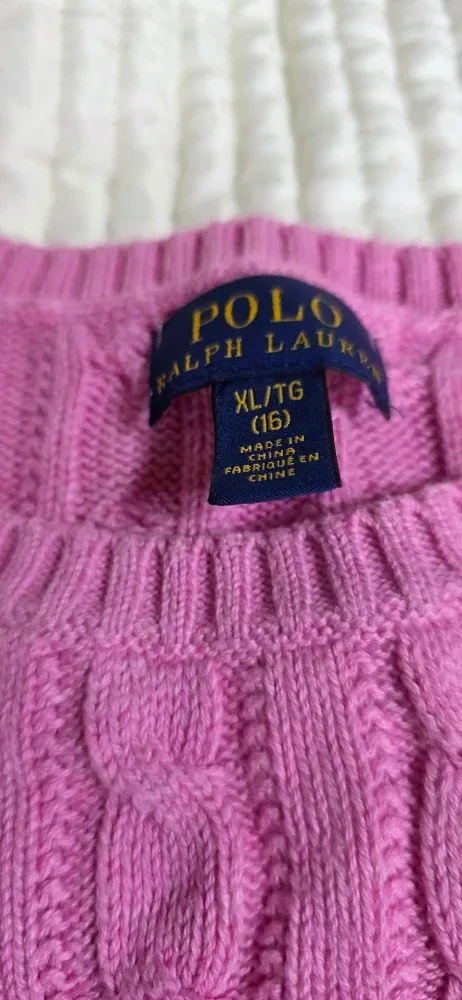 POLO
RALPH LAUREN
XL/TG
(16)
MADE IN
CHINA
FABRIQUÉ EN
CHINE